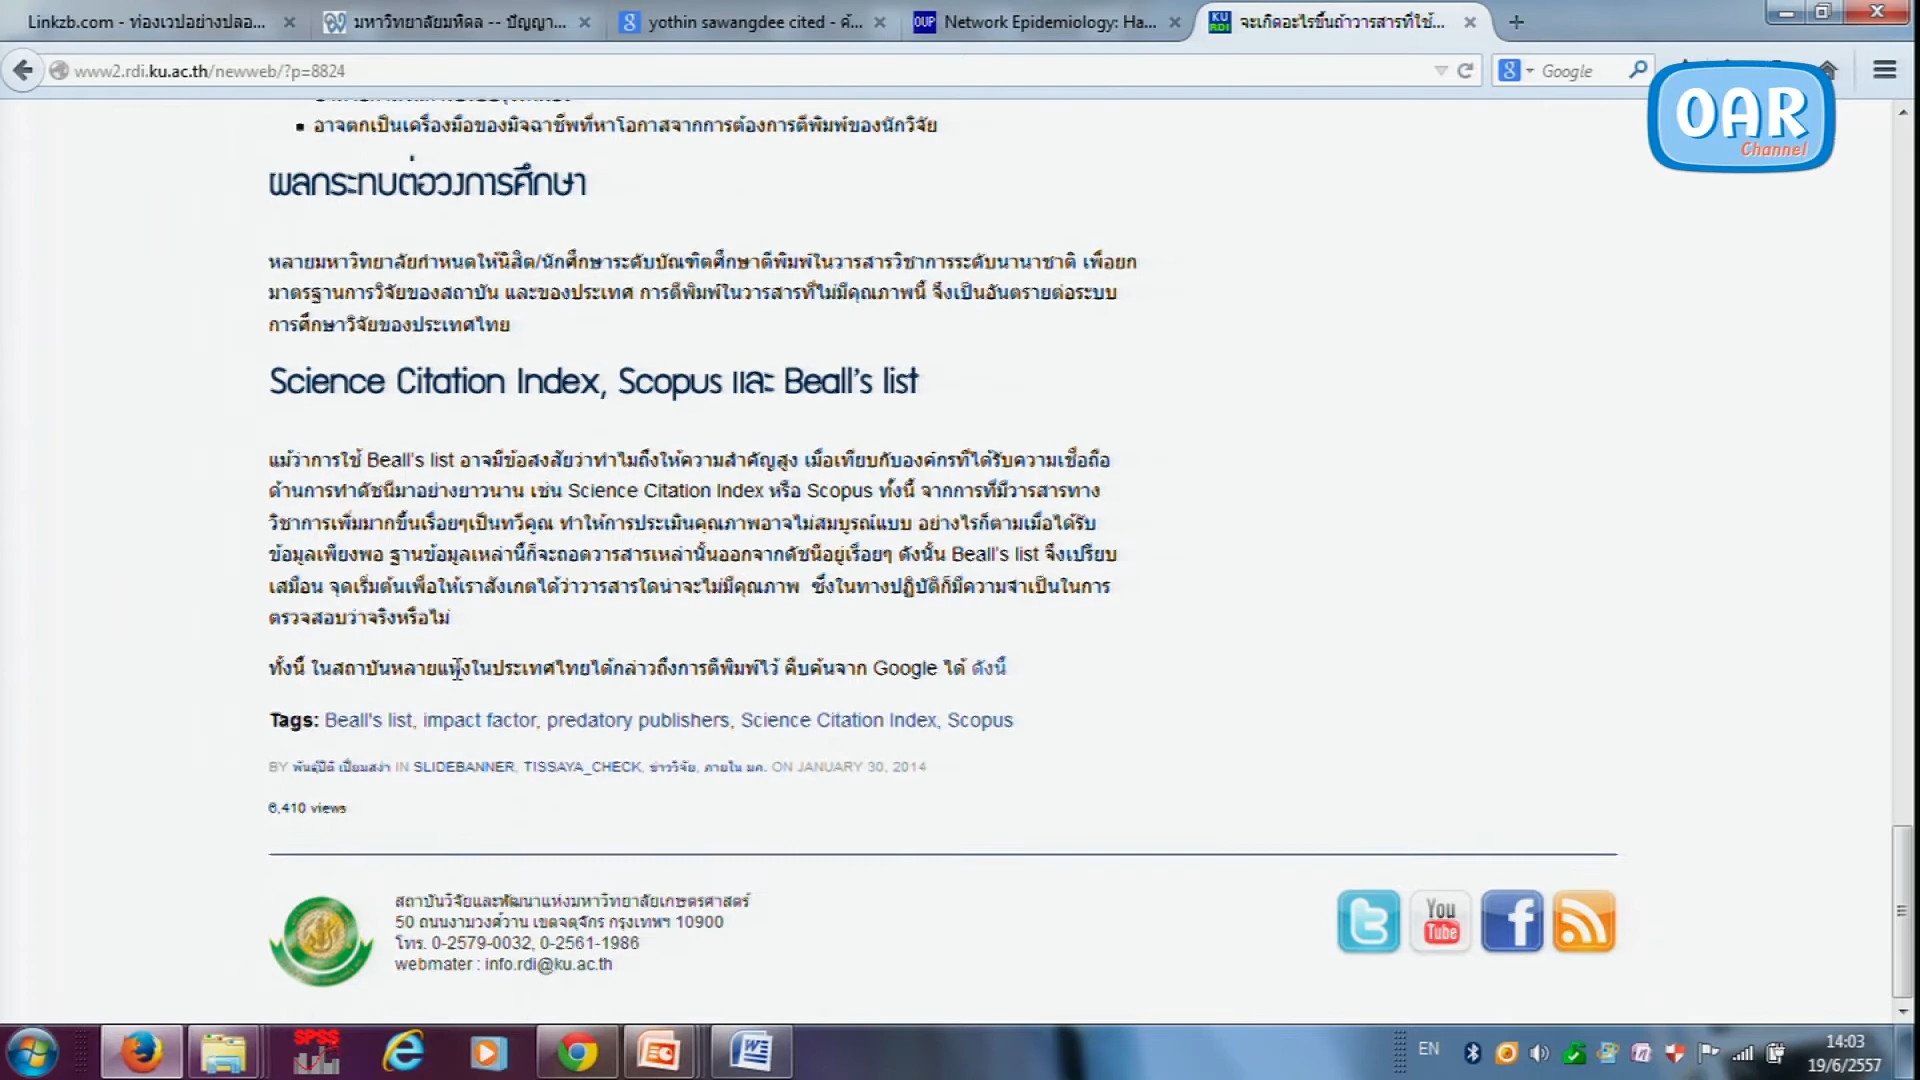 Linkzb.com - ท่องเวปอย่างปลอ...
มหาวิทยาลัยมหิดล -- ปัญญา...
yothin sawangdee cited - ค้...
OUP Network Epidemiology: Ha...
KU RDI จะเกิดอะไรขึ้นถ้าวารสารที่ใช้...
www2.rdi.ku.ac.th/newweb/?p=8824
Google
OAR
Channel
อาจตกเป็นเครื่องมือของมิจฉาชีพที่หาโอกาสจากการต้องการตีพิมพ์ของนักวิจัย
ผลกระทบต่อวงการศึกษา
หลายมหาวิทยาลัยกำหนดให้นิสิต/นักศึกษาระดับบัณฑิตศึกษาตีพิมพ์ในวารสารวิชาการระดับนานาชาติ เพื่อยก
มาตรฐานการวิจัยของสถาบัน และของประเทศ การตีพิมพ์ในวารสารที่ไม่มีคุณภาพนี้ จึงเป็นอันตรายต่อระบบ
การศึกษาวิจัยของประเทศไทย
Science Citation Index, Scopus และ Beall's list
แม้ว่าการใช้ Beall's list อาจมีข้อสงสัยว่าทำไมถึงให้ความสำคัญสูง เมื่อเทียบกับองค์กรที่ได้รับความเชื่อถือ
ด้านการทำดัชนีมาอย่างยาวนาน เช่น Science Citation Index หรือ Scopus ทั้งนี้ จากการที่มีวารสารทาง
วิชาการเพิ่มมากขึ้นเรื่อยๆเป็นทวีคูณ ทำให้การประเมินคุณภาพอาจไม่สมบูรณ์แบบ อย่างไรก็ตามเมื่อได้รับ
ข้อมูลเพียงพอ ฐานข้อมูลเหล่านี้ก็จะถอดวารสารเหล่านั้นออกจากดัชนีอยู่เรื่อยๆ ดังนั้น Beall's list จึงเปรียบ
เสมือน จุดเริ่มต้นเพื่อให้เราสังเกตได้ว่าวารสารใดน่าจะไม่มีคุณภาพ ซึ่งในทางปฏิบัติก็มีความจำเป็นในการ
ตรวจสอบว่าจริงหรือไม่
ทั้งนี้ ในสถาบันหลายแห่งในประเทศไทยได้กล่าวถึงการตีพิมพ์ไว้ คืบค้นจาก Google ได้ ดังนี้
Tags: Beall's list, impact factor, predatory publishers, Science Citation Index, Scopus
BY พันธุ์ปิติ เปี่ยมสง่า IN SLIDEBANNER, TISSAYA_CHECK, ข่าววิจัย, ภายใน มก. ON JANUARY 30, 2014
6,410 views
สถาบันวิจัยและพัฒนาแห่งมหาวิทยาลัยเกษตรศาสตร์
50 ถนนงามวงศ์วาน เขตจตุจักร กรุงเทพฯ 10900
โทร. 0-2579-0032, 0-2561-1986
webmater : info.rdi@ku.ac.th
You
Tube
SPSS
EN
14:03
19/6/2557